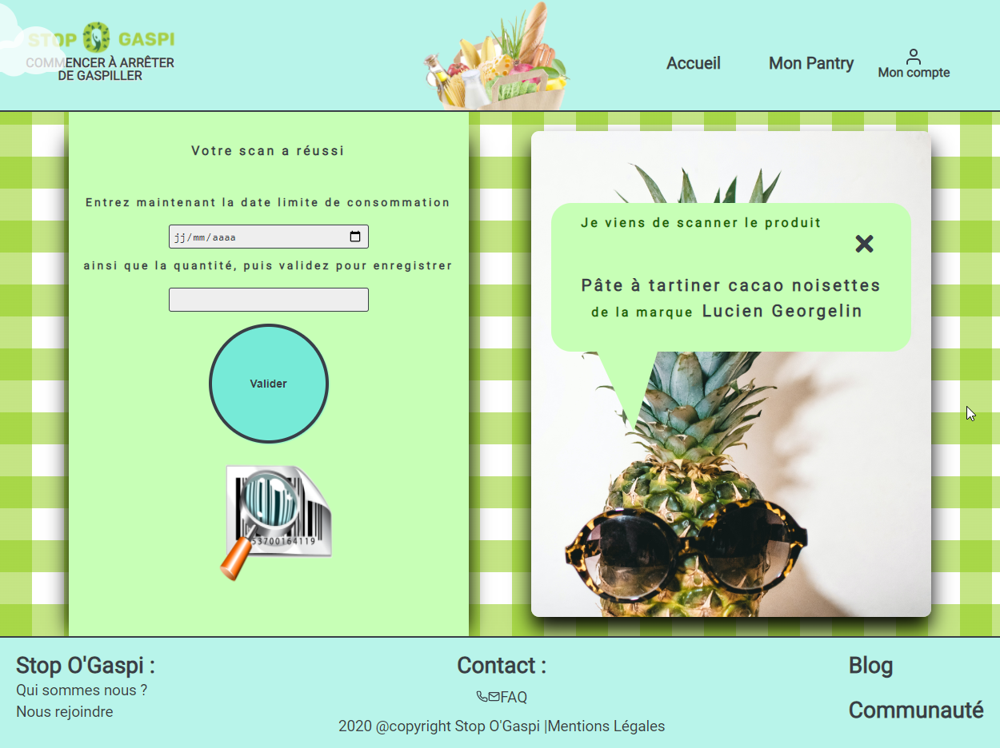 STOP O GASPI
COMMENCER À ARRÊTER
DE GASPILLER
Accueil
Mon Pantry
Mon compte
Votre scan a réussi
Entrez maintenant la date limite de consommation
jj/mm/aaaa
ainsi que la quantité, puis validez pour enregistrer
Valider
53700164119
Je viens de scanner le produit
Pâte à tartiner cacao noisettes
de la marque Lucien Georgelin
Stop O'Gaspi :
Qui sommes nous ?
Nous rejoindre
Contact :
FAQ
2020 @copyright Stop O'Gaspi |Mentions Légales
Blog
Communauté